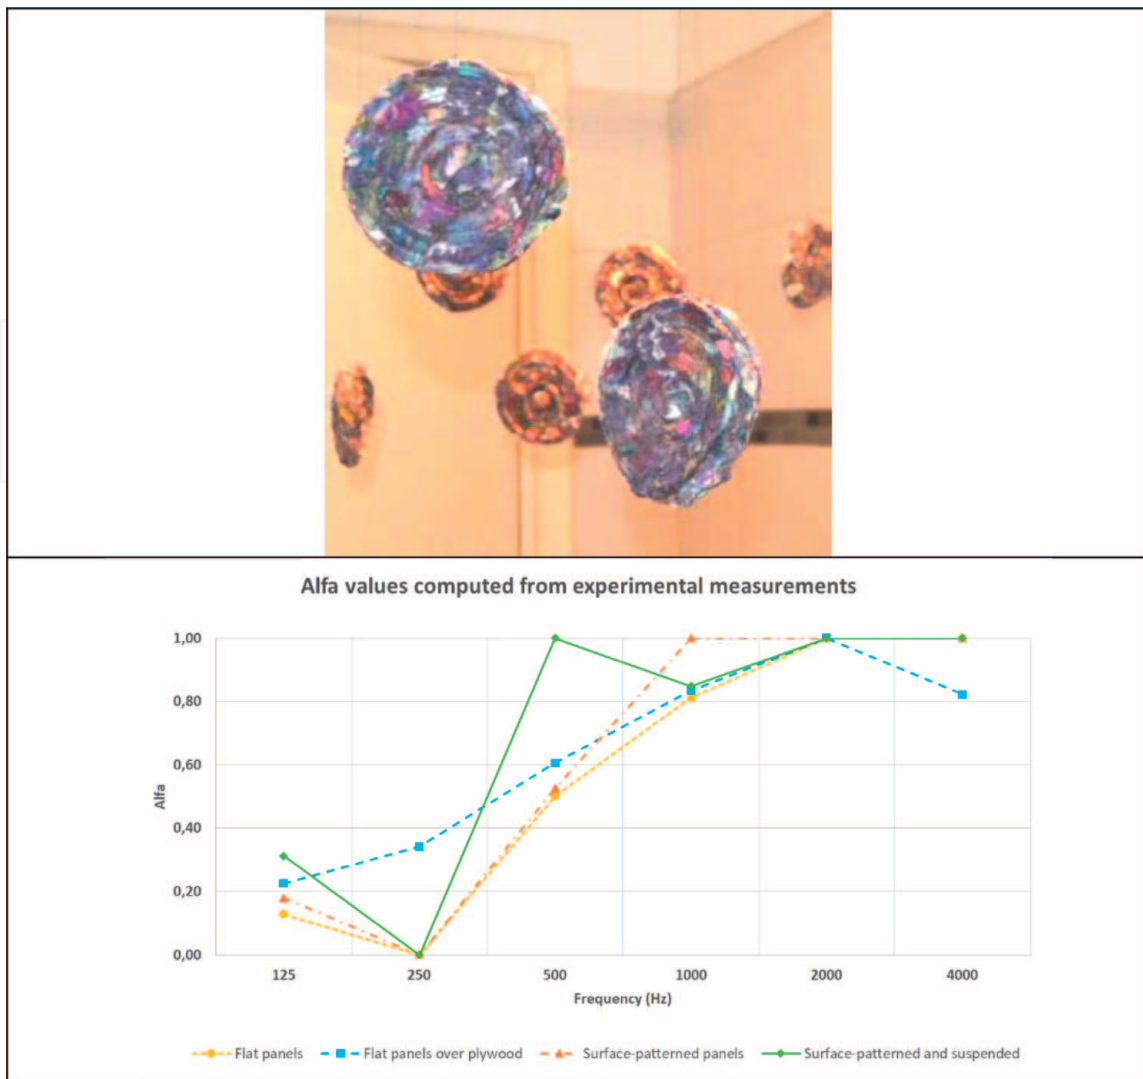 Alfa values computed from experimental measurements
1,00
0,80
0,60
0,40
0,20
0,00
Alfa
125 250 500 1000 2000 4000
Frequency (Hz)
Flat panels Flat panels over plywood Surface-patterned panels Surface-patterned and suspended